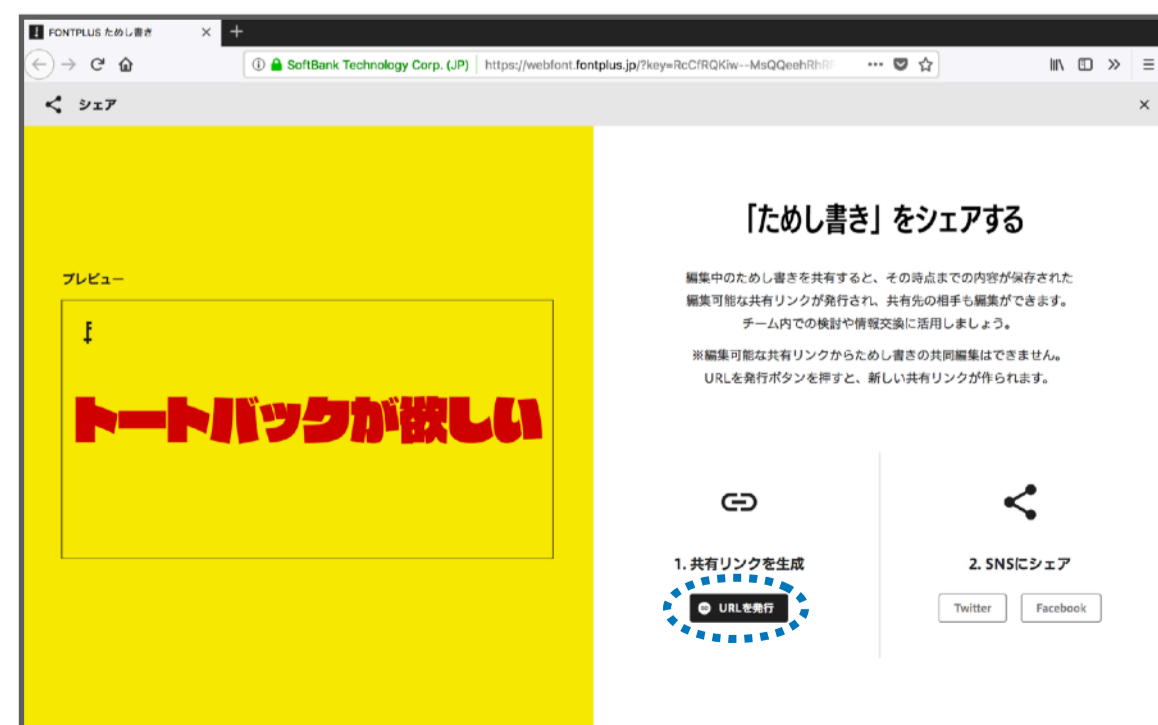 FONTPLUS ためし書き
SoftBank Technology Corp. (JP) https://webfont.fontplus.jp/?key=RcCfRQKiw--MsQQeehRhR
シェア
プレビュー
トートバックが欲しい
「ためし書き」をシェアする
編集中のためし書きを共有すると、その時点までの内容が保存された
編集可能な共有リンクが発行され、共有先の相手も編集ができます。
チーム内での検討や情報交換に活用しましょう。
※編集可能な共有リンクからためし書きの共同編集はできません。
URLを発行ボタンを押すと、新しい共有リンクが作られます。
1. 共有リンクを生成
URLを発行
2. SNSにシェア
Twitter Facebook